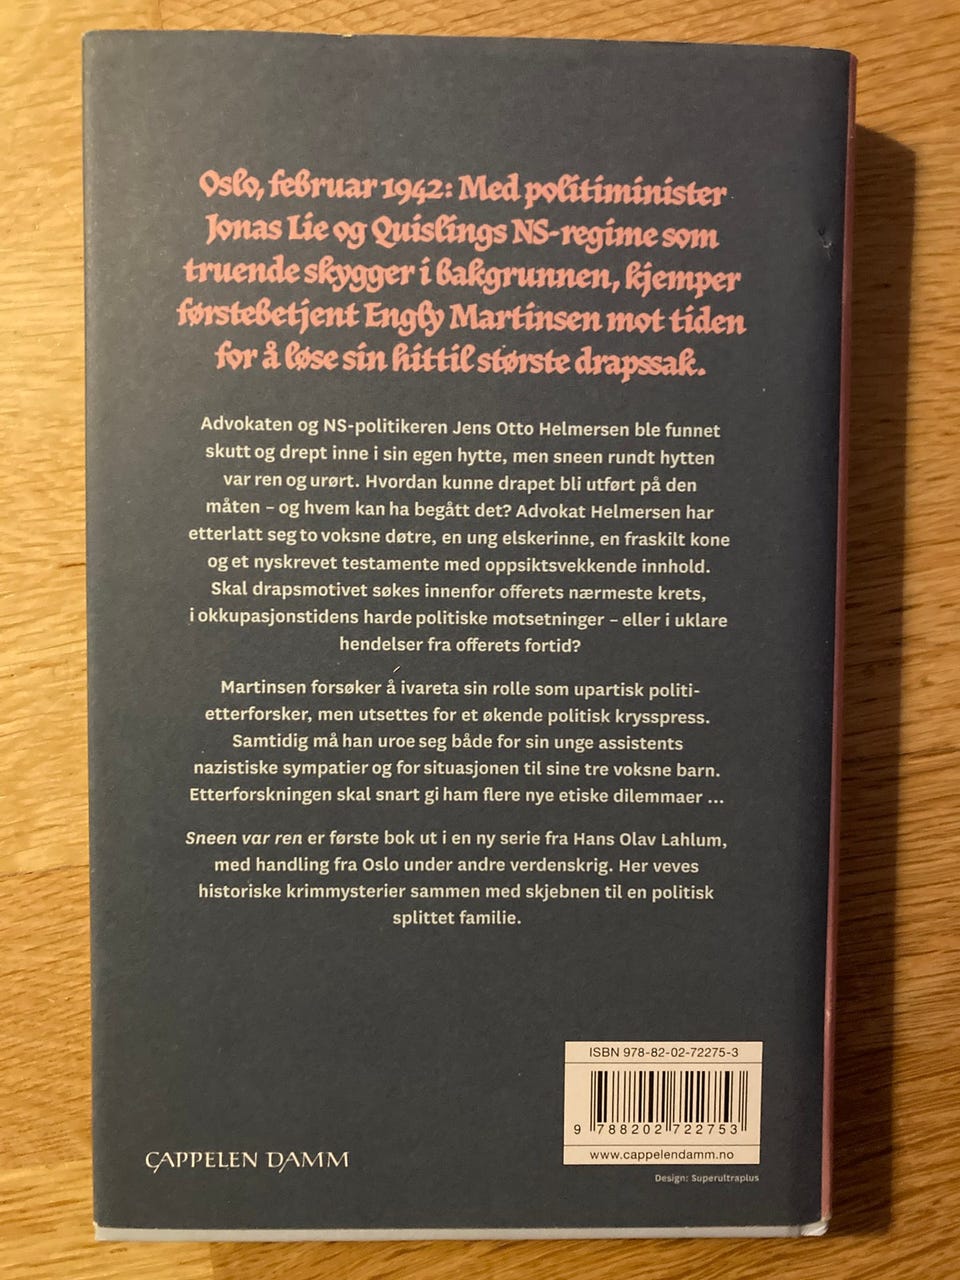 Oslo, februar 1942: Med politiminister
Jonas Lie og Quislings NS-regime som
truende skygger i bakgrunnen, kjemper
førstebetjent Engly Martinsen mot tiden
for å løse sin hittil største drapssak.
Advokaten og NS-politikeren Jens Otto Helmersen ble funnet
skutt og drept inne i sin egen hytte, men sneen rundt hytten
var ren og urørt. Hvordan kunne drapet bli utført på den
måten – og hvem kan ha begått det? Advokat Helmersen har
etterlatt seg to voksne døtre, en ung elskerinne, en fraskilt kone
og et nyskrevet testamente med oppsiktsvekkende innhold.
Skal drapsmotivet søkes innenfor offerets nærmeste krets,
i okkupasjonstidens harde politiske motsetninger – eller i uklare
hendelser fra offerets fortid?
Martinsen forsøker å ivareta sin rolle som upartisk politi-
etterforsker, men utsettes for et økende politisk krysspress.
Samtidig må han uroe seg både for sin unge assistents
nazistiske sympatier og for situasjonen til sine tre voksne barn.
Etterforskningen skal snart gi ham flere nye etiske dilemmaer ...
Sneen var ren er første bok ut i en ny serie fra Hans Olav Lahlum,
med handling fra Oslo under andre verdenskrig. Her veves
historiske krimmysterier sammen med skjebnen til en politisk
splittet familie.
ISBN 978-82-02-72275-3
9 788202 722753
www.cappelendamm.no
CAPPELEN DAMM
Design: Superultraplus